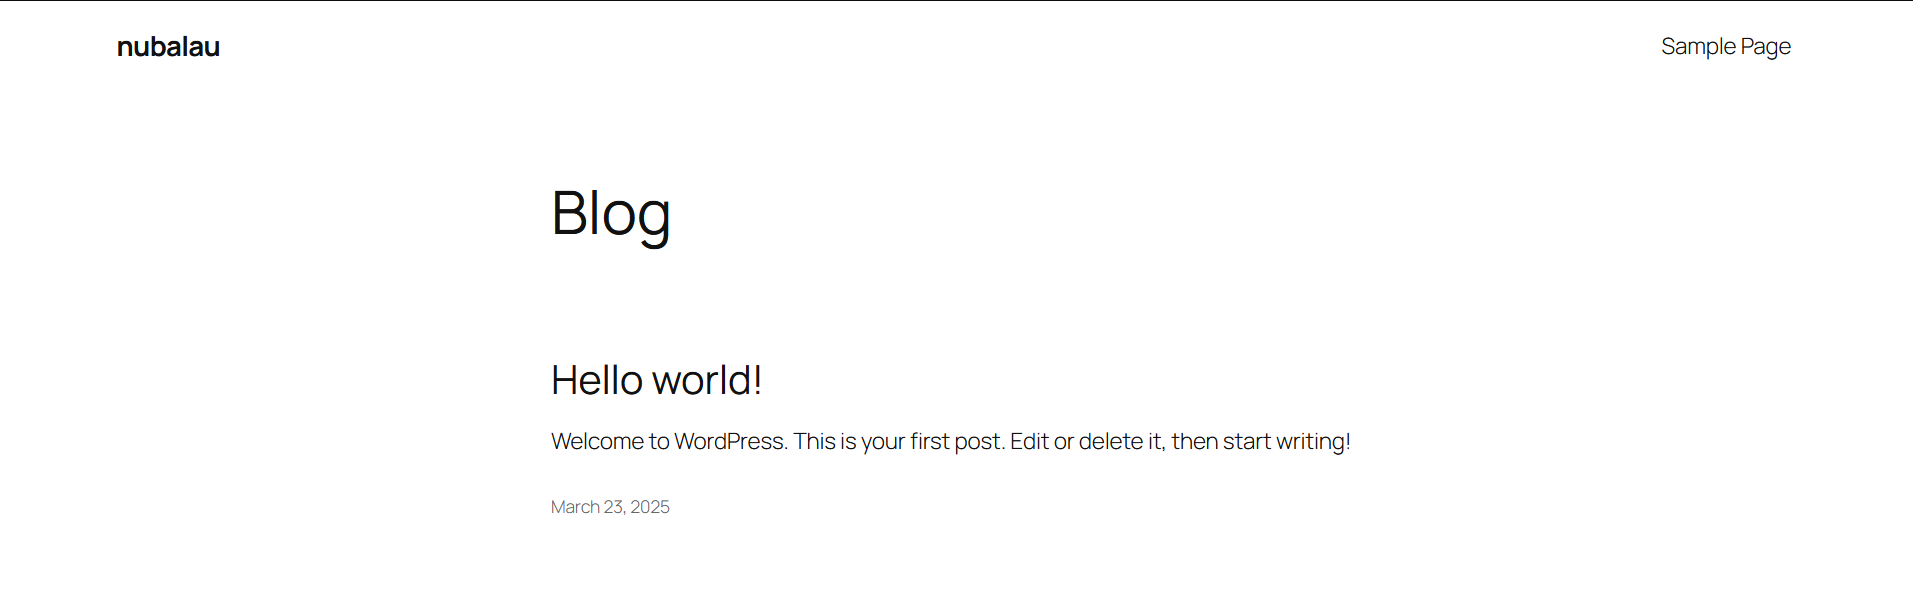 nubalau
Sample Page
Blog
Hello world!
Welcome to WordPress. This is your first post. Edit or delete it, then start writing!
March 23, 2025